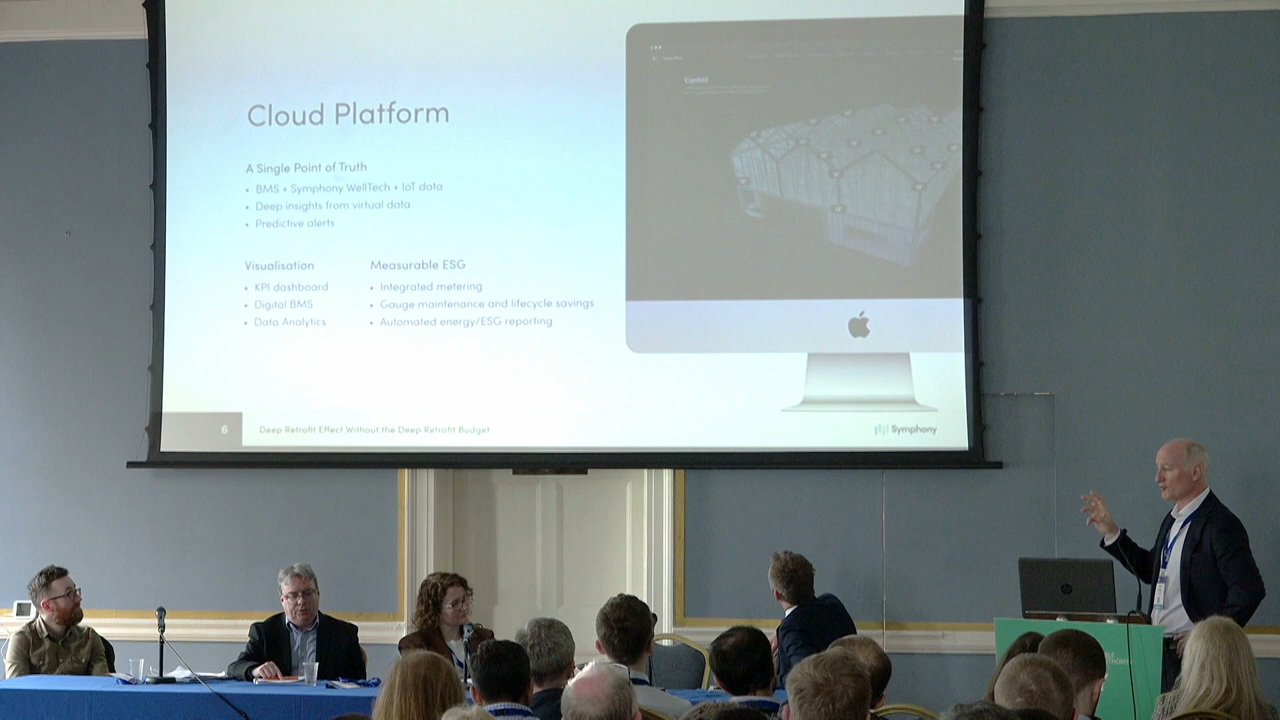 Control
Cloud Platform
A Single Point of Truth
• BMS + Symphony WellTech + IoT data
• Deep insights from virtual data
• Predictive alerts
Visualisation
• KPI dashboard
• Digital BMS
• Data Analytics
Measurable ESG
• Integrated metering
• Gauge maintenance and lifecycle savings
• Automated energy/ESG reporting
6
Deep Retrofit Effect Without the Deep Retrofit Budget
Symphony
hp